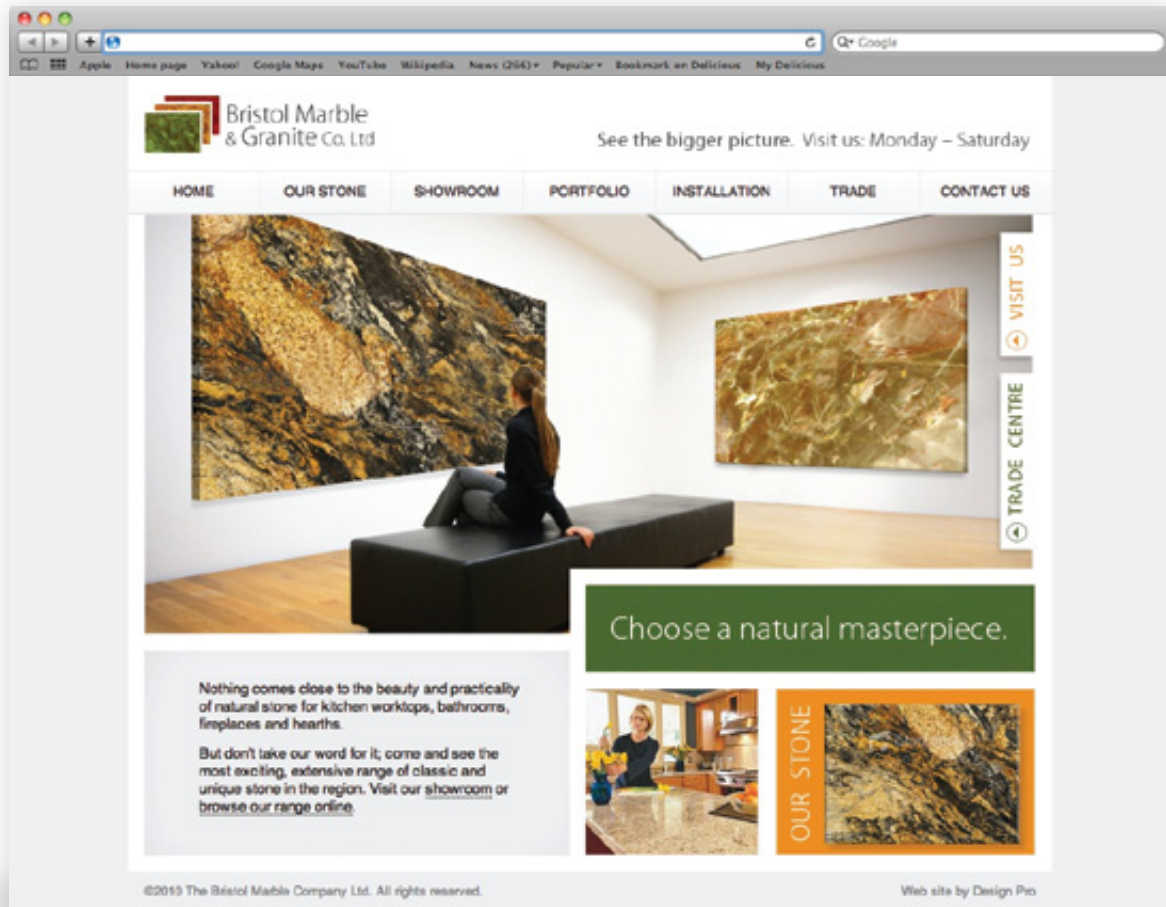 Google
Apple Home page Yahoo! Google Maps YouTube Wikipedia News (266) Popular Bookmark on Delicious My Delicious
Bristol Marble
& Granite Co. Ltd
See the bigger picture. Visit us: Monday – Saturday
HOME OUR STONE SHOWROOM PORTFOLIO INSTALLATION TRADE CONTACT US
VISIT US
TRADE CENTRE
Choose a natural masterpiece.
Nothing comes close to the beauty and practicality
of natural stone for kitchen worktops, bathrooms,
fireplaces and hearths.
But don't take our word for it; come and see the
most exciting, extensive range of classic and
unique stone in the region. Visit our showroom or
browse our range online.
OUR STONE
©2010 The Bristol Marble Company Ltd. All rights reserved.
Web site by Design Pro